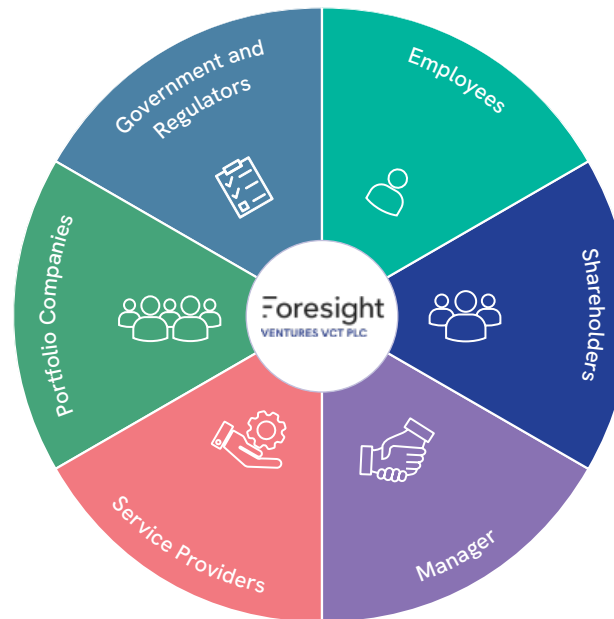 Government and
Regulators
Employees
Shareholders
Manager
Service Providers
Portfolio Companies
Foresight
VENTURES VCT PLC